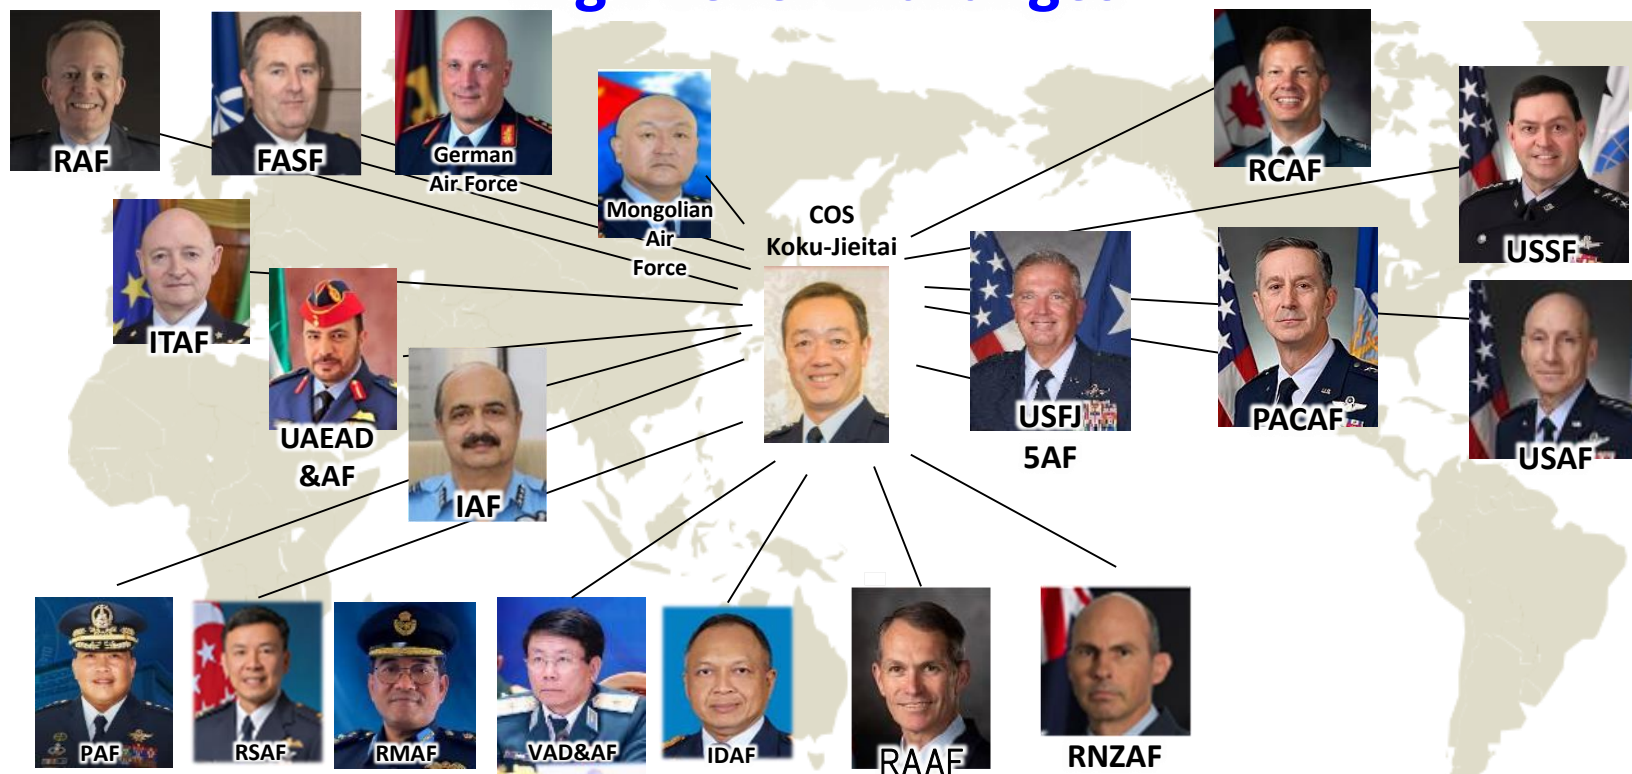 RAF
FASF
German
Air Force
Mongolian
Air
Force
COS
Koku-Jieitai
RCAF
USSF
ITAF
UAEAD
&AF
IAF
USFJ
5AF
PACAF
USAF
PAF
RSAF
RMAF
VAD&AF
IDAF
RAAF
RNZAF